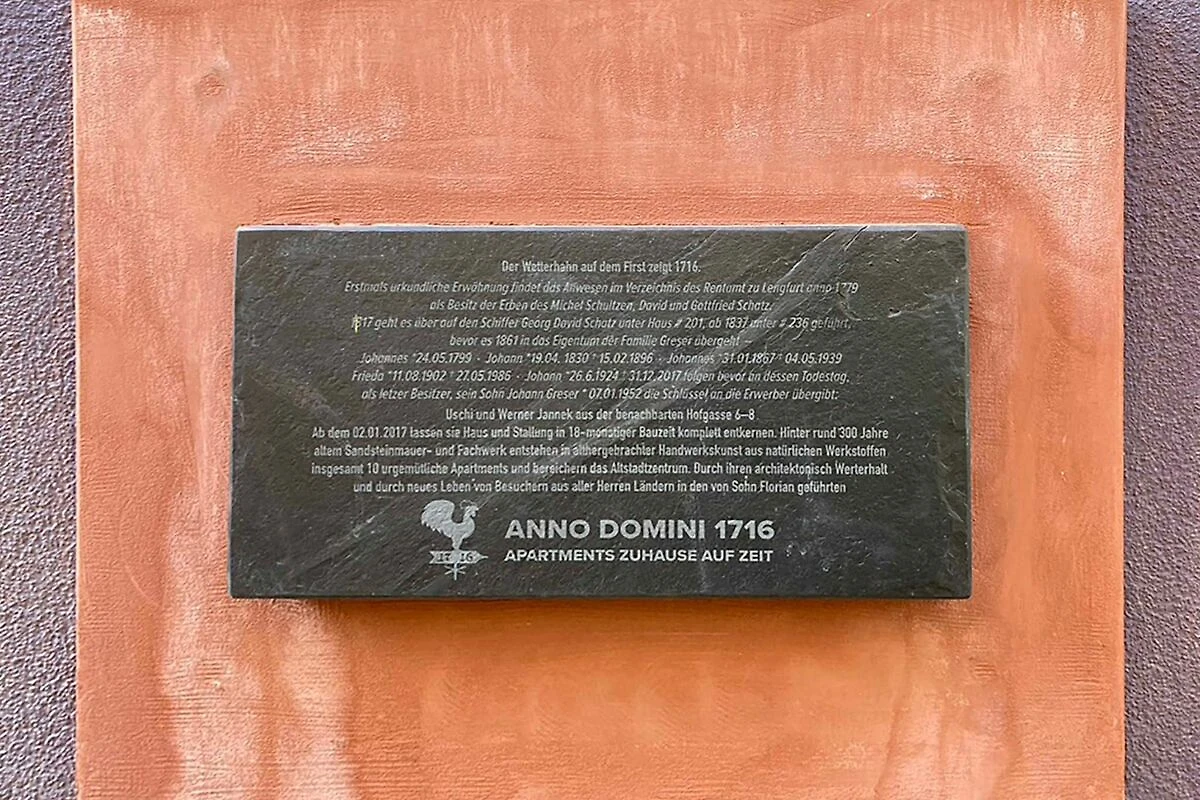 Der Wetterhahn auf dem First zeigt 1716.
Erstmals urkundliche Erwähnung findet das Anwesen im Verzeichnis des Rentamt zu Lengfurt anno 1779
als Besitz der Erben des Michel Schultzen, David und Gottfried Schatz.
1817 geht es über auf den Schiffer Georg David Schatz unter Haus # 201, ab 1837 unter # 236 geführt,
bevor es 1861 in das Eigentum der Familie Greser übergeht –
Johannes *24.05.1799 · Johann *19.04. 1830 † 15.02.1896 · Johannes *31.01.1867 † 04.05.1939
Frieda *11.08.1902 † 27.05.1986 · Johann *26.6.1924 † 31.12.2017 folgen bevor an dessen Todestag,
als letzer Besitzer, sein Sohn Johann Greser * 07.01.1952 die Schlüssel an die Erwerber übergibt:
Uschi und Werner Jannek aus der benachbarten Hofgasse 6–8
Ab dem 02.01.2017 lassen sie Haus und Stallung in 18-monatiger Bauzeit komplett entkernen. Hinter rund 300 Jahre
altem Sandsteinmauer- und Fachwerk entstehen in althergebrachter Handwerkskunst aus natürlichen Werkstoffen
insgesamt 10 urgemütliche Apartments und bereichern das Altstadtzentrum. Durch ihren architektonisch Werterhalt
und durch neues Leben von Besuchern aus aller Herren Ländern in den von Sohn Florian geführten
ANNO DOMINI 1716
APARTMENTS ZUHAUSE AUF ZEIT
17 16